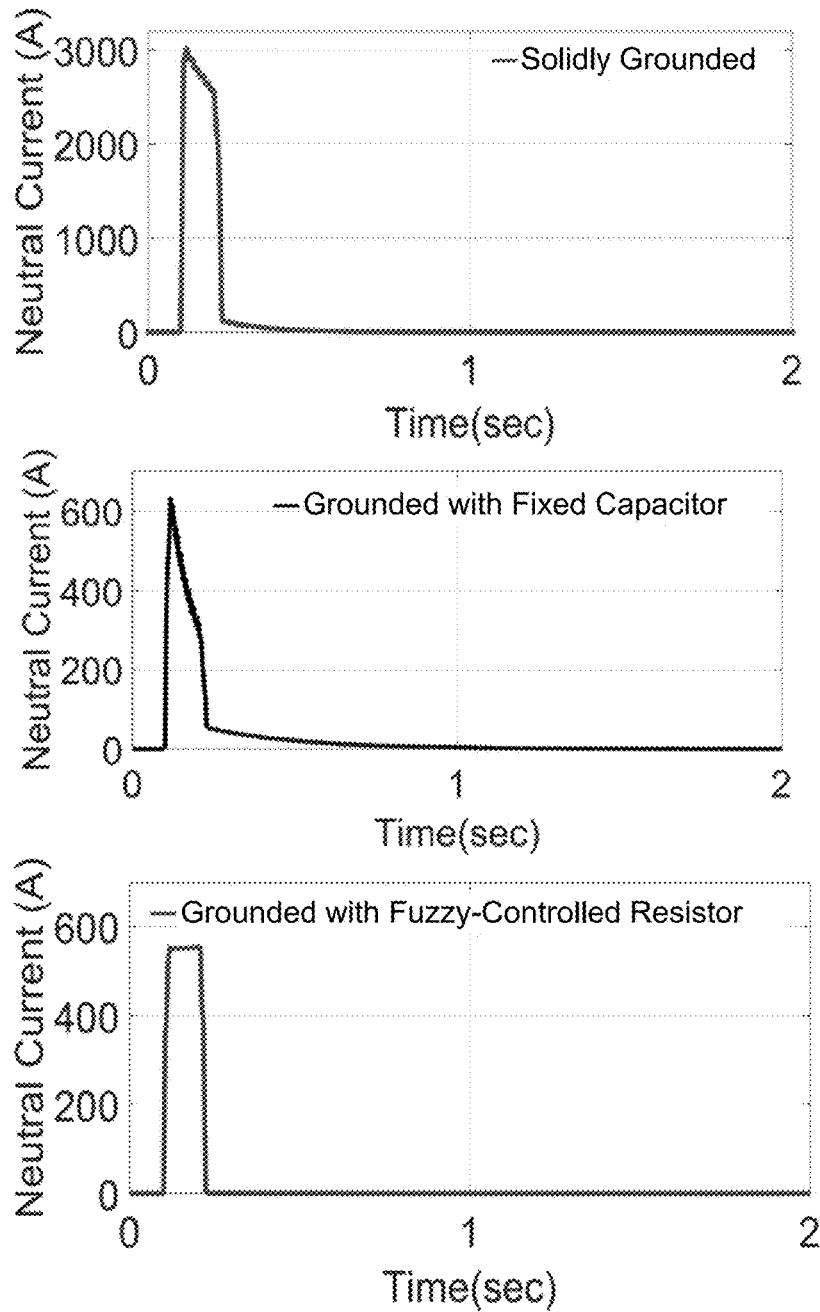 Neutral Current (A)
3000
2000
1000
0
Solidly Grounded
0 1 2
Time(sec)
Neutral Current (A)
600
400
200
0
Grounded with Fixed Capacitor
0 1 2
Time(sec)
Neutral Current (A)
600
400
200
0
Grounded with Fuzzy-Controlled Resistor
0 1 2
Time(sec)